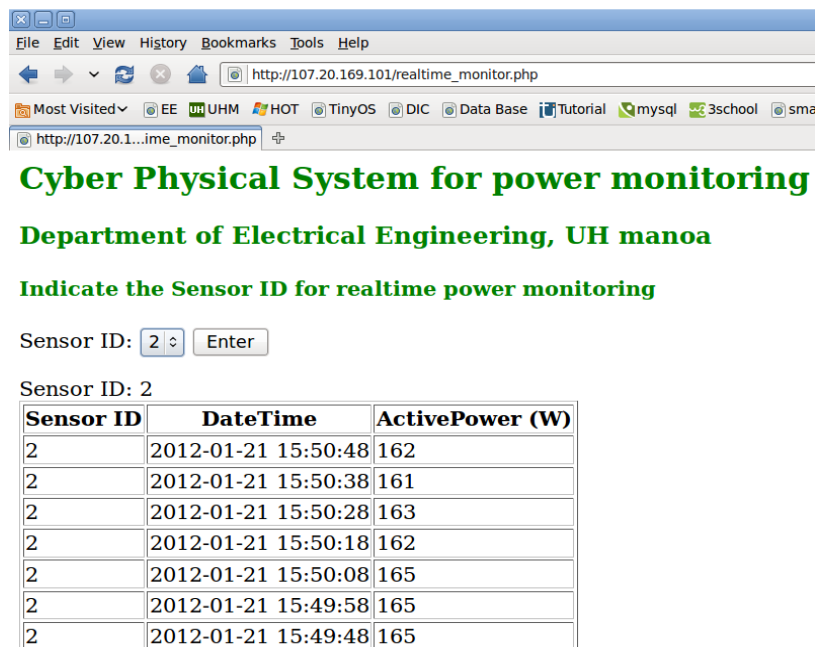 File Edit View History Bookmarks Tools Help
http://107.20.169.101/realtime_monitor.php
Most Visited EE UH UHM HOT TinyOS DIC Data Base Tutorial mysql w3 3school sma
http://107.20.1...ime_monitor.php
Cyber Physical System for power monitoring
Department of Electrical Engineering, UH manoa
Indicate the Sensor ID for realtime power monitoring
Sensor ID: 2 Enter
Sensor ID: 2
Sensor ID DateTime ActivePower (W)
2 2012-01-21 15:50:48 162
2 2012-01-21 15:50:38 161
2 2012-01-21 15:50:28 163
2 2012-01-21 15:50:18 162
2 2012-01-21 15:50:08 165
2 2012-01-21 15:49:58 165
2 2012-01-21 15:49:48 165